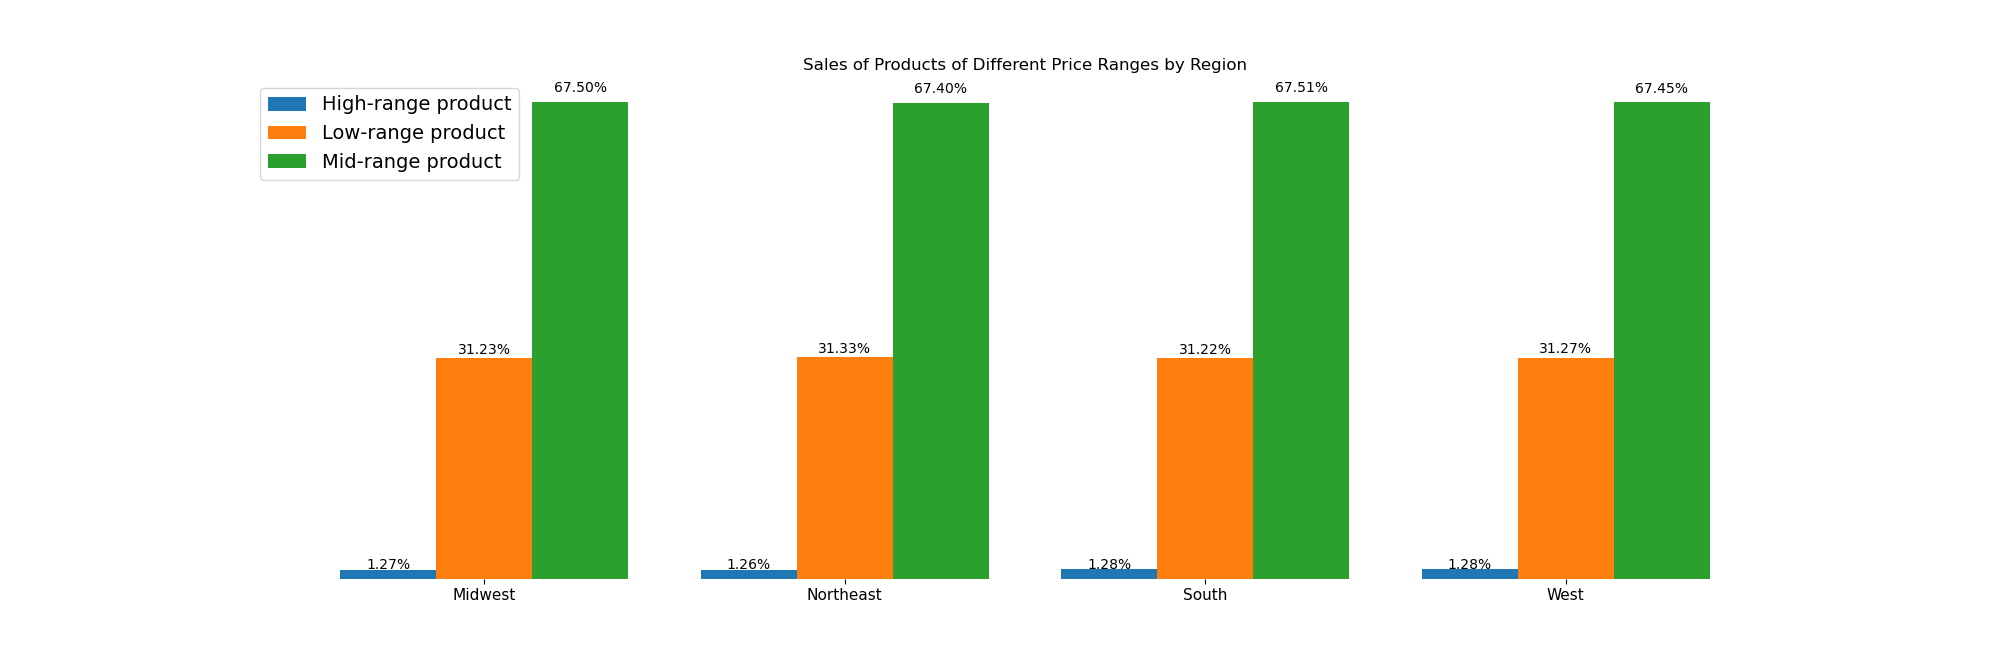 Sales of Products of Different Price Ranges by Region
High-range product
Low-range product
Mid-range product
67.50%
67.40%
67.51%
67.45%
31.23%
31.33%
31.22%
31.27%
1.27%
1.26%
1.28%
1.28%
Midwest
Northeast
South
West